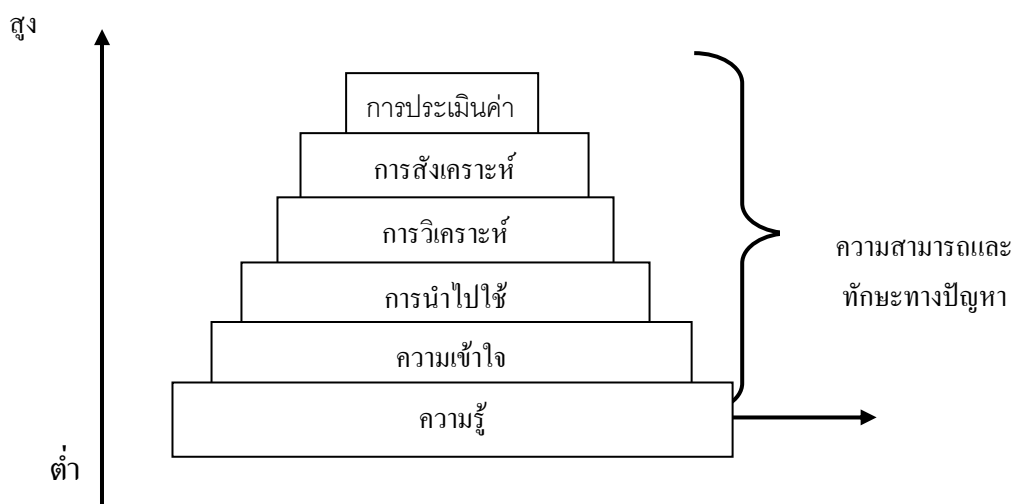 สูง
การประเมินค่า
การสังเคราะห์
การวิเคราะห์
การนำไปใช้
ความเข้าใจ
ความรู้
ความสามารถและ
ทักษะทางปัญหา
ต่ำ